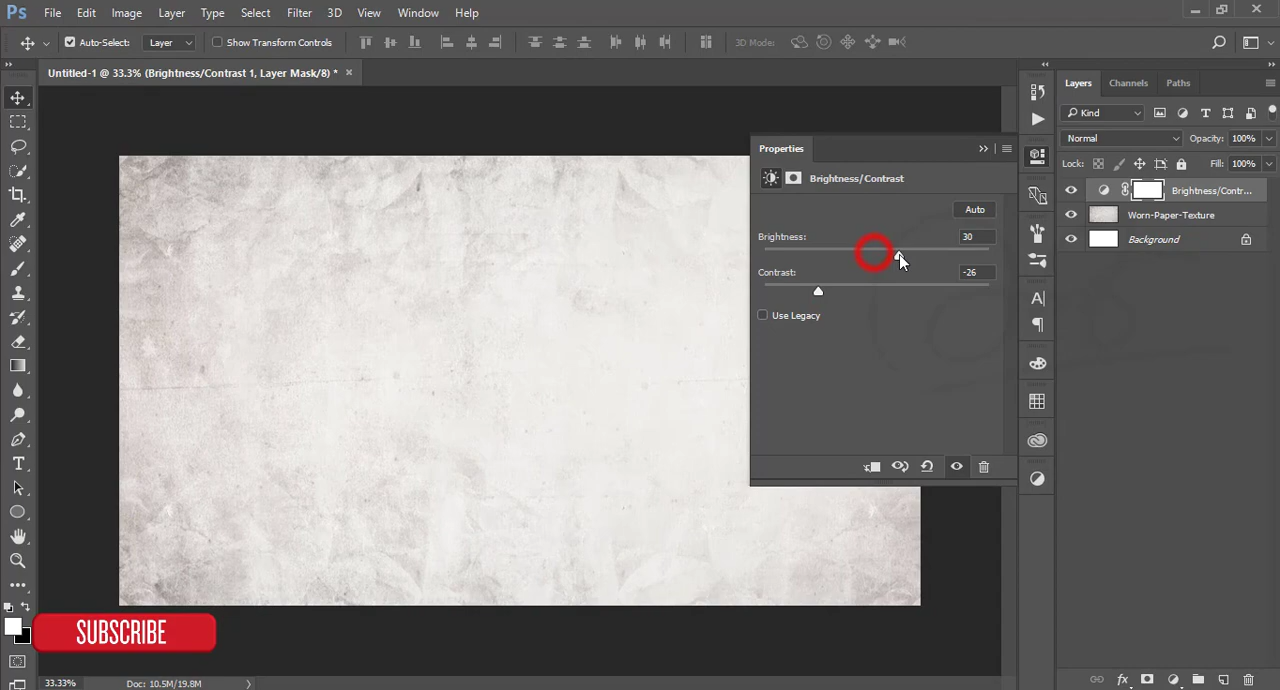 Ps File Edit Image Layer Type Select Filter 3D View Window Help
Auto-Select: Layer Show Transform Controls 3D Mode:
Untitled-1 @ 33.3% (Brightness/Contrast 1, Layer Mask/8) *
Layers Channels Paths
Kind
Normal Opacity: 100%
Lock: Fill: 100%
Brightness/Contr...
Worn-Paper-Texture
Background
Properties
Brightness/Contrast
Auto
Brightness: 30
Contrast: -26
Use Legacy
SUBSCRIBE
33.33% Doc: 10.5M/19.8M